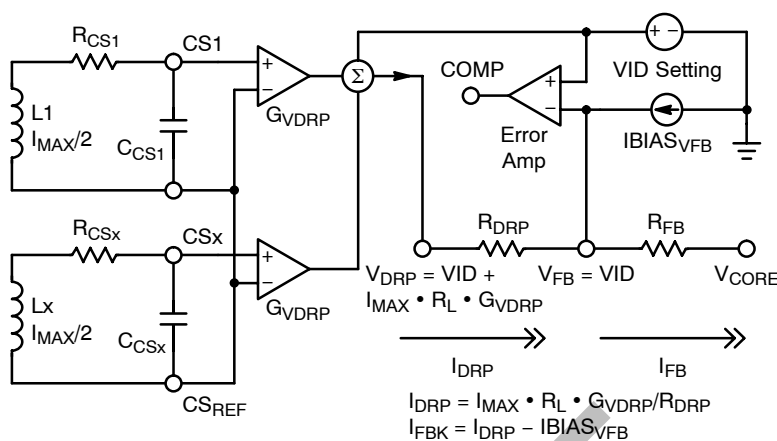 RCS1
CS1
+
−
L1
IMAX/2
CCS1
GVDRP
Σ
COMP
+ −
VID Setting
+
−
Error
Amp
IBIASVFB
RCSx
CSx
+
−
Lx
IMAX/2
CCSx
GVDRP
CSREF
RDRP
RFB
VDRP = VID +
IMAX • RL • GVDRP
VFB = VID
VCORE
IDRP
IFB
IDRP = IMAX • RL • GVDRP/RDRP
IFBK = IDRP − IBIASVFB